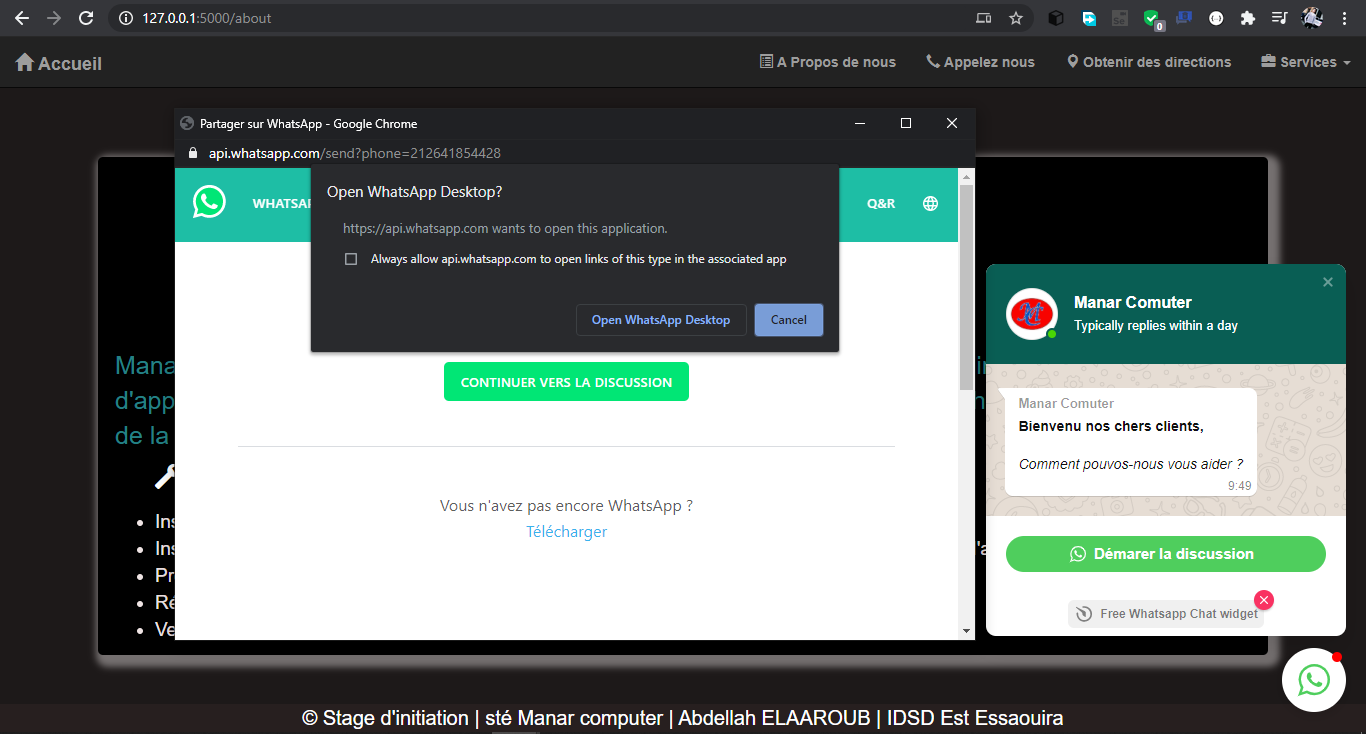 127.0.0.1:5000/about
0
Accueil
A Propos de nous
Appelez nous
Obtenir des directions
Services
Partager sur WhatsApp - Google Chrome
api.whatsapp.com/send?phone=212641854428
WHATSAP
Q&R
Open WhatsApp Desktop?
https://api.whatsapp.com wants to open this application.
Always allow api.whatsapp.com to open links of this type in the associated app
Open WhatsApp Desktop
Cancel
CONTINUER VERS LA DISCUSSION
Vous n'avez pas encore WhatsApp ?
Télécharger
Mana
d'app
de la
Ins
Ins
Pr
Ré
Ve
Manar Comuter
Typically replies within a day
Manar Comuter
Bienvenu nos chers clients,
Comment pouvos-nous vous aider ?
9:49
Démarer la discussion
Free Whatsapp Chat widget
© Stage d'initiation | sté Manar computer | Abdellah ELAAROUB | IDSD Est Essaouira